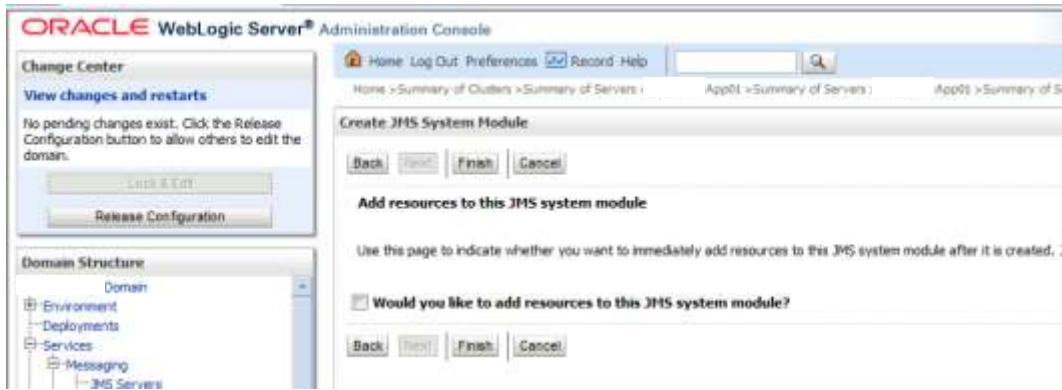 ORACLE WebLogic Server® Administration Console
Change Center
View changes and restarts
No pending changes exist. Click the Release
Configuration button to allow others to edit the
domain.
Lock & Edit
Release Configuration
Domain Structure
Domain
Environment
Deployments
Services
Messaging
JMS Servers
Home Log Out Preferences Record Help
Home >Summary of Clusters >Summary of Servers App01 >Summary of Servers App01 >Summary of S
Create JMS System Module
Back Next Finish Cancel
Add resources to this JMS system module
Use this page to indicate whether you want to immediately add resources to this JMS system module after it is created.
Would you like to add resources to this JMS system module?
Back Next Finish Cancel